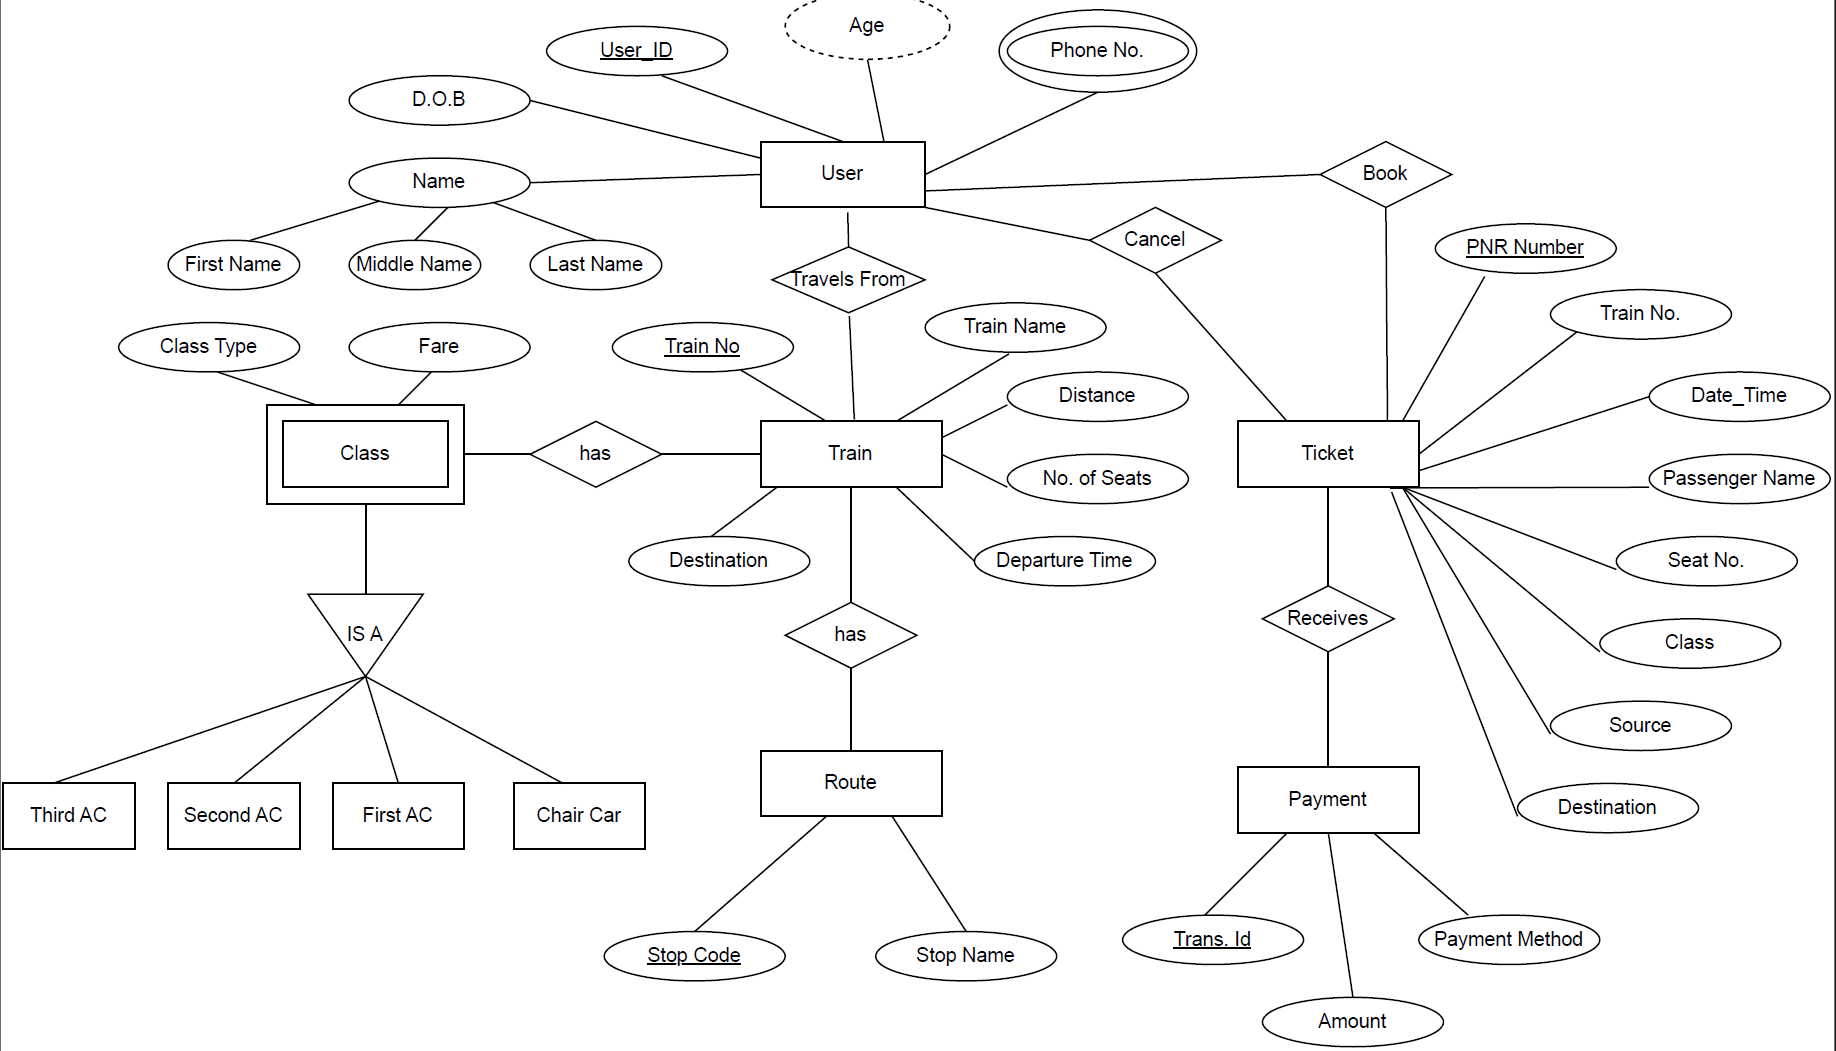 Age
User_ID
Phone No.
D.O.B
User
Book
Name
Cancel
PNR Number
First Name
Middle Name
Last Name
Travels From
Train No.
Train Name
Class Type
Fare
Train No
Distance
Date_Time
Class
has
Train
Ticket
No. of Seats
Passenger Name
Destination
Departure Time
Seat No.
Receives
IS A
has
Class
Source
Route
Payment
Destination
Third AC
Second AC
First AC
Chair Car
Trans. Id
Payment Method
Stop Code
Stop Name
Amount